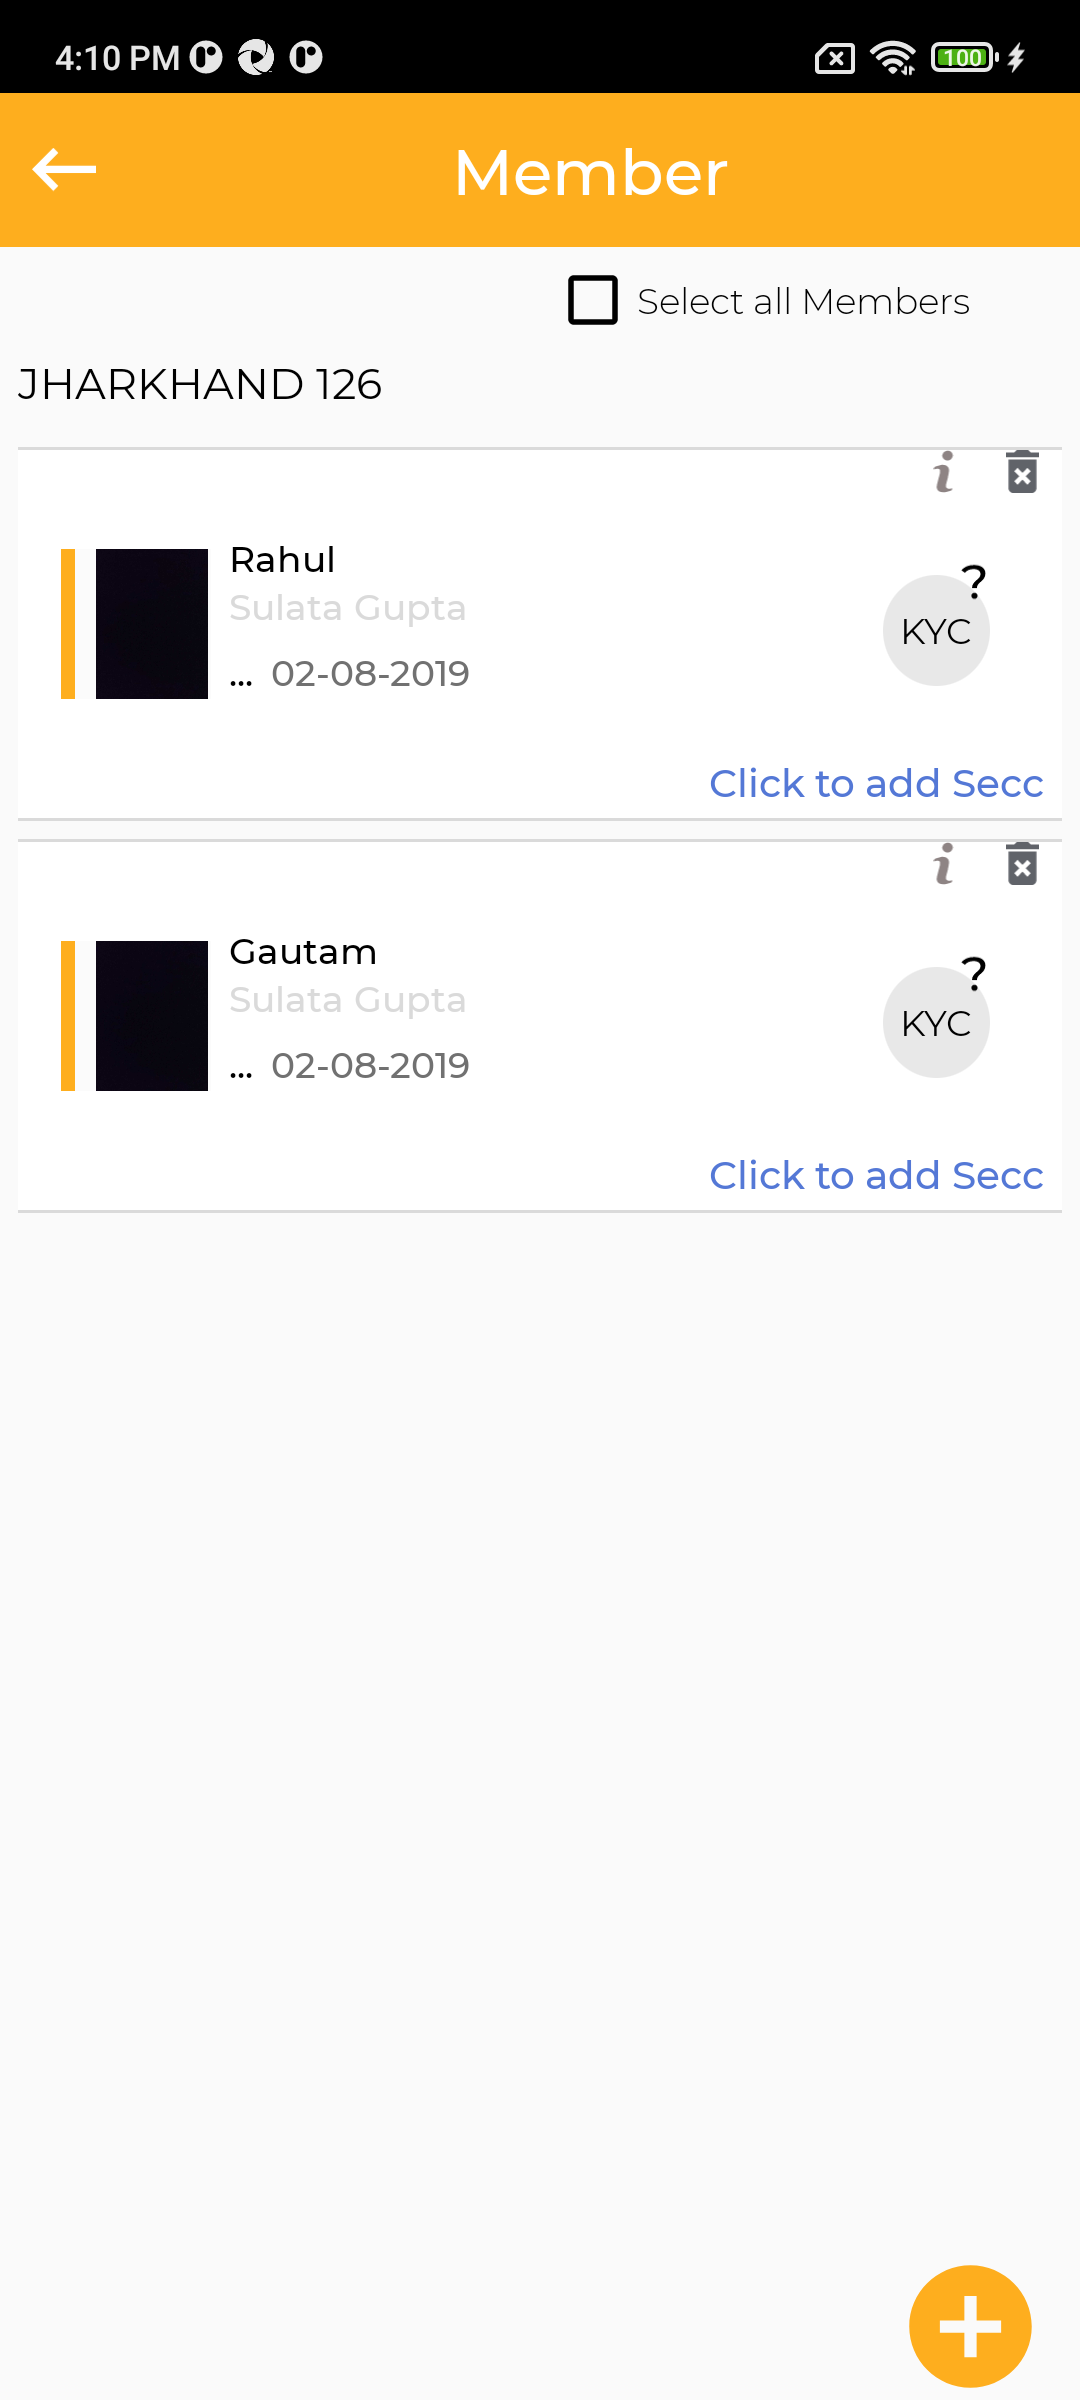 4:10 PM
100
Member
Select all Members
JHARKHAND 126
i
Rahul
Sulata Gupta
... 02-08-2019
?
KYC
Click to add Secc
i
Gautam
Sulata Gupta
... 02-08-2019
?
KYC
Click to add Secc